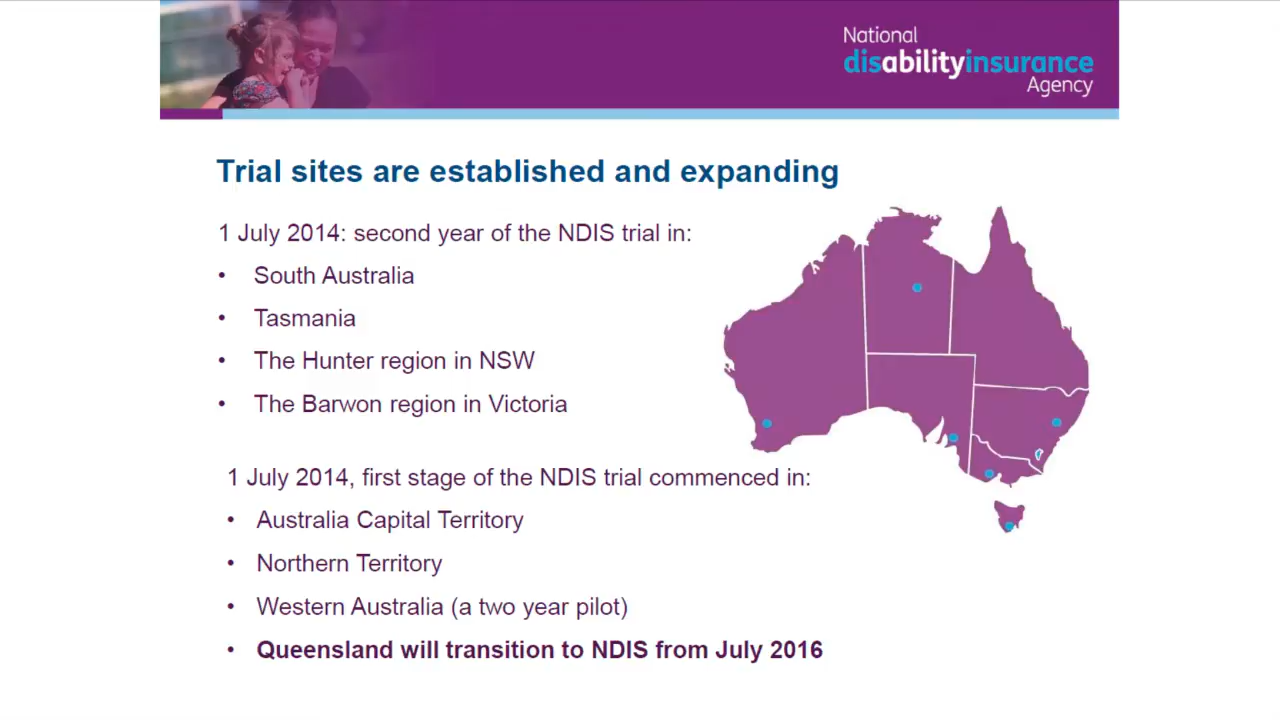 National
disabilityinsurance
Agency
Trial sites are established and expanding
1 July 2014: second year of the NDIS trial in:
• South Australia
• Tasmania
• The Hunter region in NSW
• The Barwon region in Victoria
1 July 2014, first stage of the NDIS trial commenced in:
• Australia Capital Territory
• Northern Territory
• Western Australia (a two year pilot)
• Queensland will transition to NDIS from July 2016